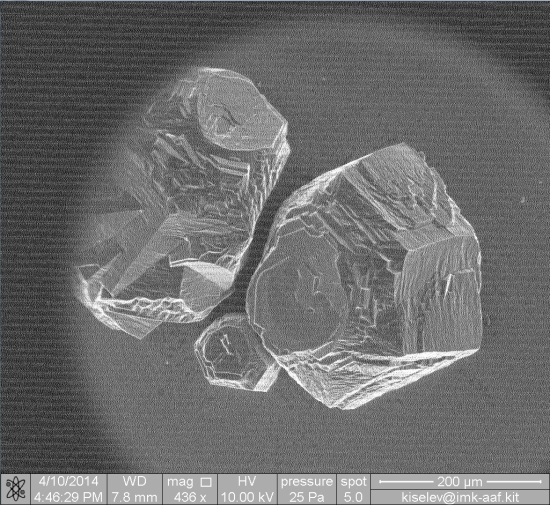 4/10/2014 WD mag HV pressure spot 200 µm
4:46:29 PM 7.8 mm 436 x 10.00 kV 25 Pa 5.0 kiselev@imk-aaf.kit